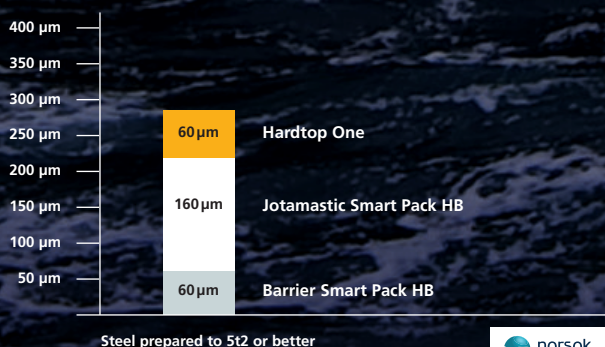 400 µm
350 µm
300 µm
250 µm
200 µm
150 µm
100 µm
50 µm
60 µm Hardtop One
160 µm Jotamastic Smart Pack HB
60 µm Barrier Smart Pack HB
Steel prepared to 5t2 or better
norsok